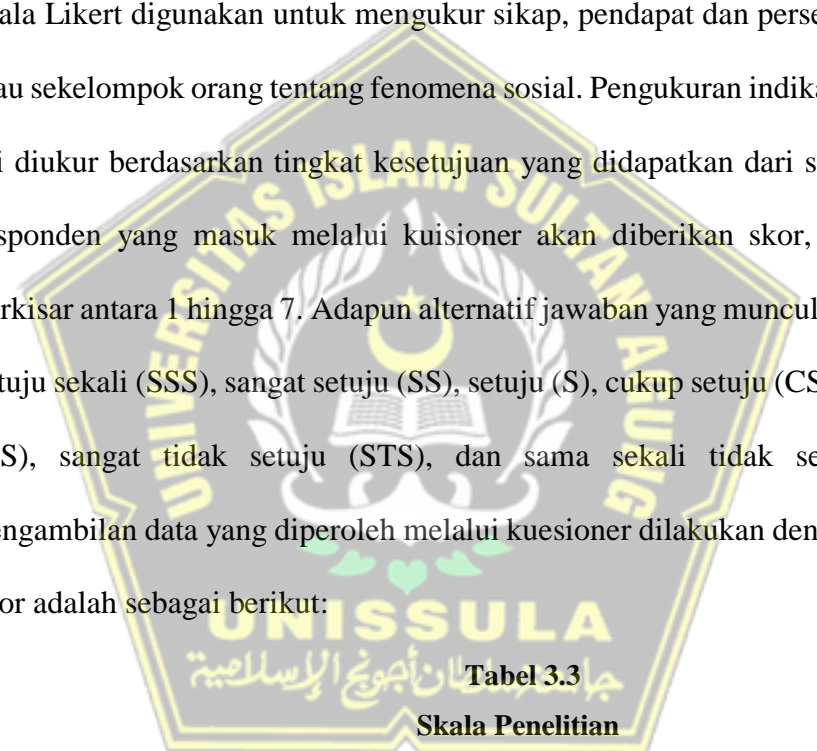 ala Likert digunakan untuk mengukur sikap, pendapat dan perse
au sekelompok orang tentang fenomena sosial. Pengukuran indika
i diukur berdasarkan tingkat kesetujuan yang didapatkan dari s
sponden yang masuk melalui kuisioner akan diberikan skor,
rkisar antara 1 hingga 7. Adapun alternatif jawaban yang muncul
tuju sekali (SSS), sangat setuju (SS), setuju (S), cukup setuju (CS
S), sangat tidak setuju (STS), dan sama sekali tidak se
engambilan data yang diperoleh melalui kuesioner dilakukan den
or adalah sebagai berikut:
Tabel 3.3
Skala Penelitian
UNIVERSITAS ISLAM SULTAN AGUNG
UNISSULA
جامعة سلطان أجونج الإسلامية